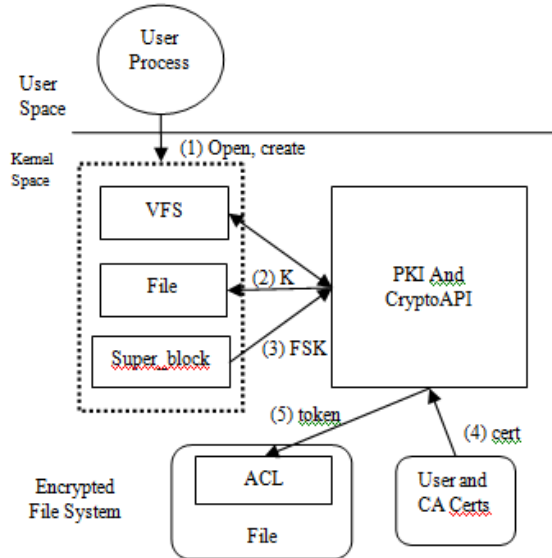 User
Process
User
Space
(1) Open, create
Kernel
Space
VFS
File
(2) K
PKI And
CryptoAPI
Super_block
(3) FSK
(5) token
(4) cert
ACL
File
Encrypted
File System
User and
CA Certs